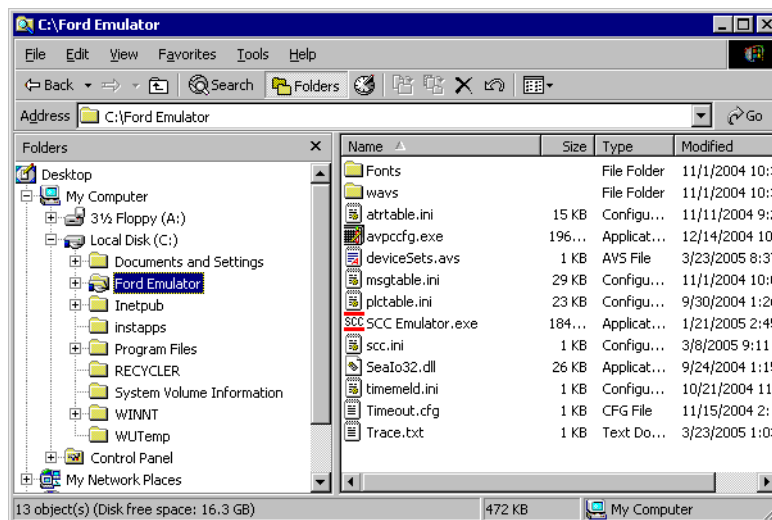 C:\Ford Emulator
File Edit View Favorites Tools Help
Back Search Folders
Address C:\Ford Emulator Go
Folders
Desktop
My Computer
3½ Floppy (A:)
Local Disk (C:)
Documents and Settings
Ford Emulator
Inetpub
instapps
Program Files
RECYCLER
System Volume Information
WINNT
WUTemp
Control Panel
My Network Places
Name Size Type Modified
Fonts File Folder 11/1/2004 10:
wavs File Folder 11/1/2004 10:
atrtable.ini 15 KB Configu... 11/11/2004 9:
avpccfg.exe 196... Applicat... 12/14/2004 10
deviceSets.avs 1 KB AVS File 3/23/2005 8:3
msgtable.ini 29 KB Configu... 11/1/2004 10:
plctable.ini 23 KB Configu... 9/30/2004 1:2
SCC SCC Emulator.exe 184... Applicat... 1/21/2005 2:4
scc.ini 1 KB Configu... 3/8/2005 9:11
SeaIo32.dll 26 KB Applicat... 9/24/2004 1:1
timemeld.ini 1 KB Configu... 10/21/2004 11
Timeout.cfg 1 KB CFG File 11/15/2004 2:
Trace.txt 1 KB Text Do... 3/23/2005 1:0
13 object(s) (Disk free space: 16.3 GB) 472 KB My Computer